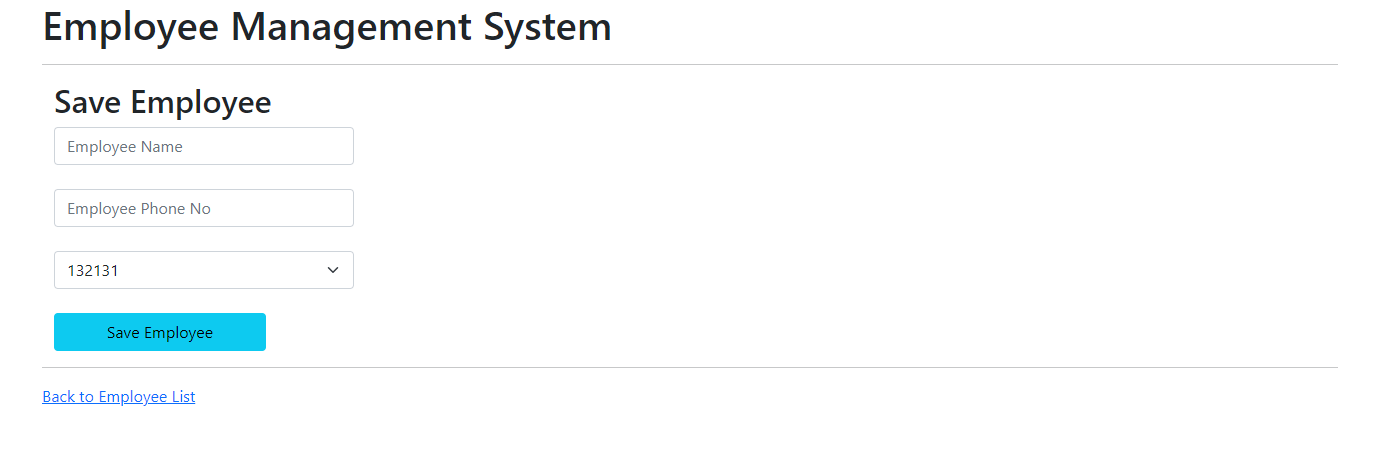 Employee Management System
Save Employee
Employee Name
Employee Phone No
132131
Save Employee
Back to Employee List